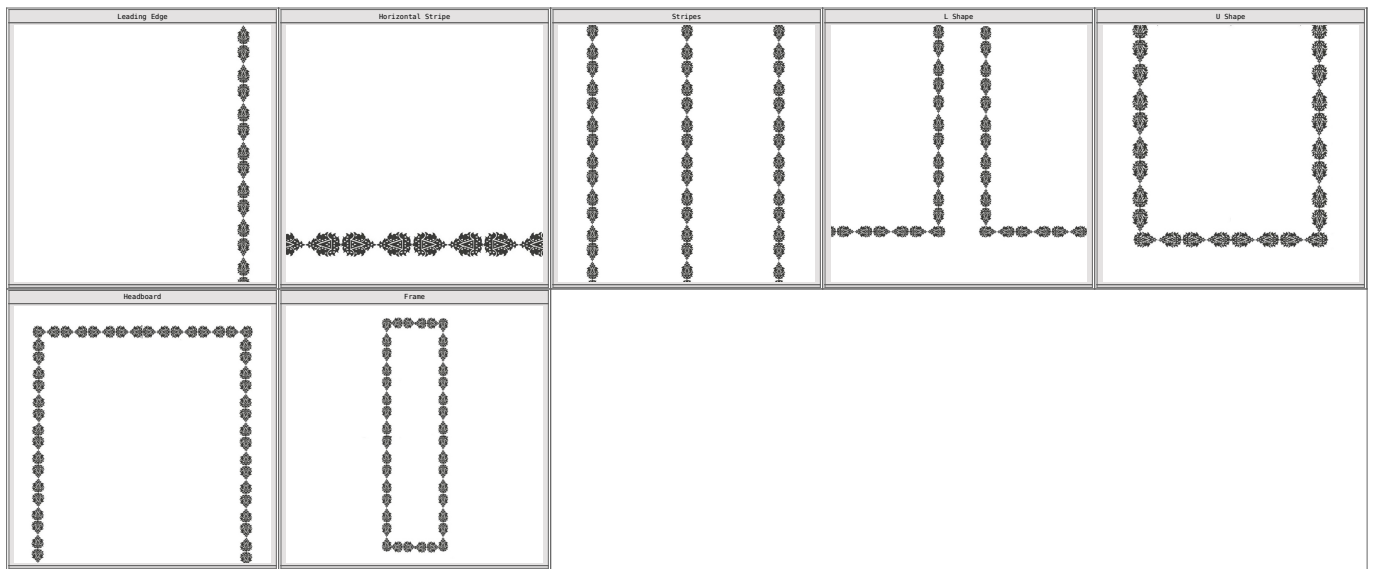 Leading Edge
Horizontal Stripe
Stripes
L Shape
U Shape
Headboard
Frame